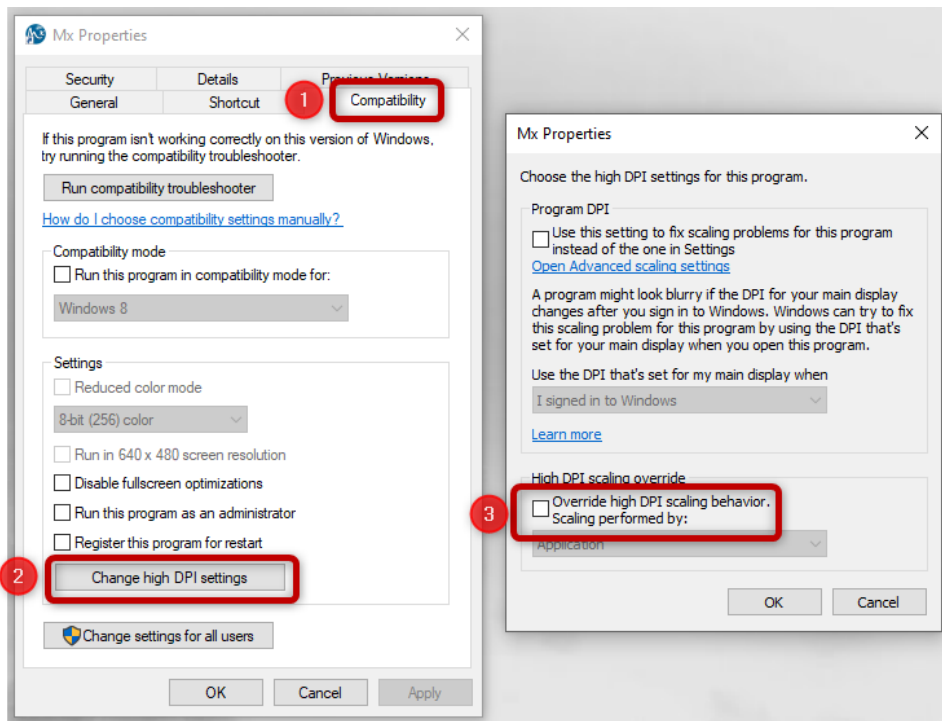 Mx Properties
Security Details Previous Versions
General Shortcut 1 Compatibility
If this program isn't working correctly on this version of Windows,
try running the compatibility troubleshooter.
Run compatibility troubleshooter
How do I choose compatibility settings manually?
Compatibility mode
Run this program in compatibility mode for:
Windows 8
Settings
Reduced color mode
8-bit (256) color
Run in 640 x 480 screen resolution
Disable fullscreen optimizations
Run this program as an administrator
Register this program for restart
2 Change high DPI settings
Change settings for all users
OK Cancel Apply
Mx Properties
Choose the high DPI settings for this program.
Program DPI
Use this setting to fix scaling problems for this program
instead of the one in Settings
Open Advanced scaling settings
A program might look blurry if the DPI for your main display
changes after you sign in to Windows. Windows can try to fix
this scaling problem for this program by using the DPI that's
set for your main display when you open this program.
Use the DPI that's set for my main display when
I signed in to Windows
Learn more
High DPI scaling override
3 Override high DPI scaling behavior.
Scaling performed by:
Application
OK Cancel